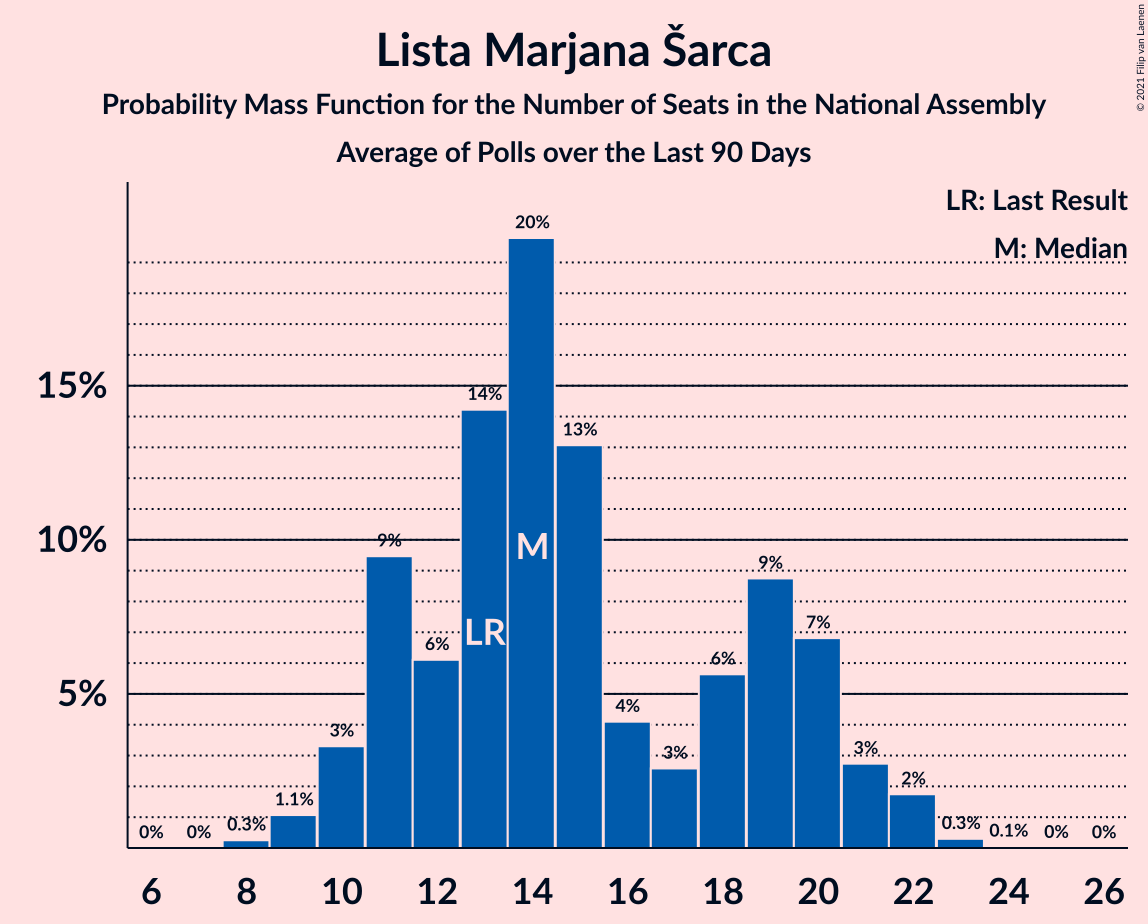 Lista Marjana Šarca
Probability Mass Function for the Number of Seats in the National Assembly
Average of Polls over the Last 90 Days
© 2021 Filip van Laenen
LR: Last Result
M: Median
15%
10%
5%
0%
0%
0.3%
1.1%
3%
9%
6%
14%
20%
13%
4%
3%
6%
9%
7%
3%
2%
0.3%
0.1%
0%
0%
LR
M
6 8 10 12 14 16 18 20 22 24 26